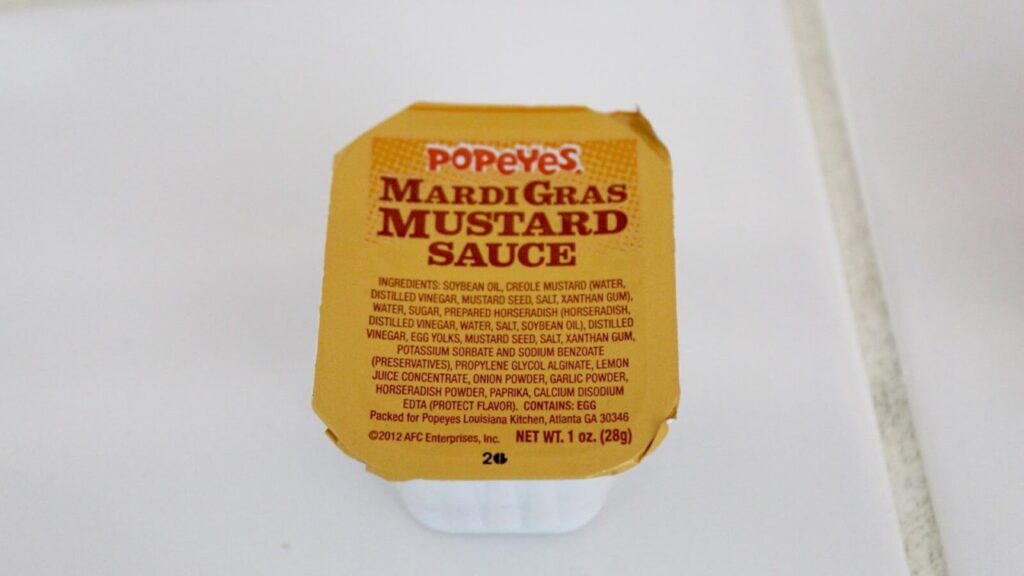 POPEYES
MARDI GRAS
MUSTARD
SAUCE
INGREDIENTS: SOYBEAN OIL, CREOLE MUSTARD (WATER,
DISTILLED VINEGAR, MUSTARD SEED, SALT, XANTHAN GUM),
WATER, SUGAR, PREPARED HORSERADISH (HORSERADISH,
DISTILLED VINEGAR, WATER, SALT, SOYBEAN OIL), DISTILLED
VINEGAR, EGG YOLKS, MUSTARD SEED, SALT, XANTHAN GUM,
POTASSIUM SORBATE AND SODIUM BENZOATE
(PRESERVATIVES), PROPYLENE GLYCOL ALGINATE, LEMON
JUICE CONCENTRATE, ONION POWDER, GARLIC POWDER,
HORSERADISH POWDER, PAPRIKA, CALCIUM DISODIUM
EDTA (PROTECT FLAVOR). CONTAINS: EGG
Packed for Popeyes Louisiana Kitchen, Atlanta GA 30346
©2012 AFC Enterprises, Inc. NET WT. 1 oz. (28g)